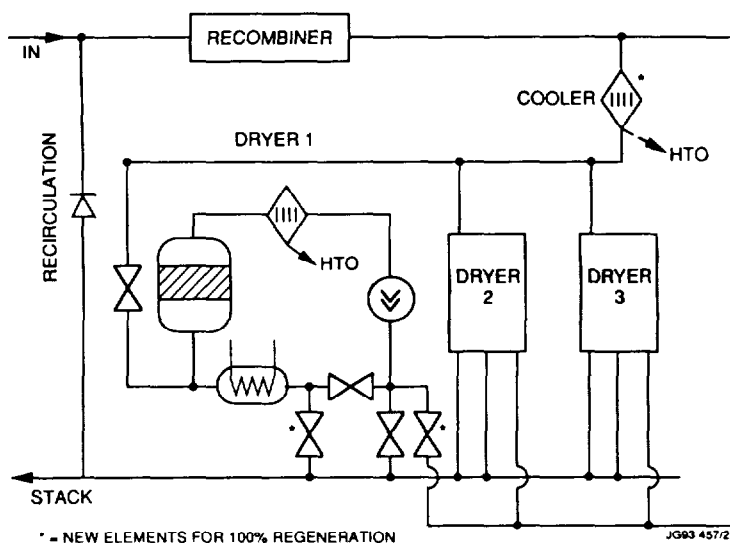 RECOMBINER
IN
COOLER
*
HTO
DRYER 1
RECIRCULATION
HTO
DRYER
2
DRYER
3
*
*
STACK
* = NEW ELEMENTS FOR 100% REGENERATION
JG93 457/2